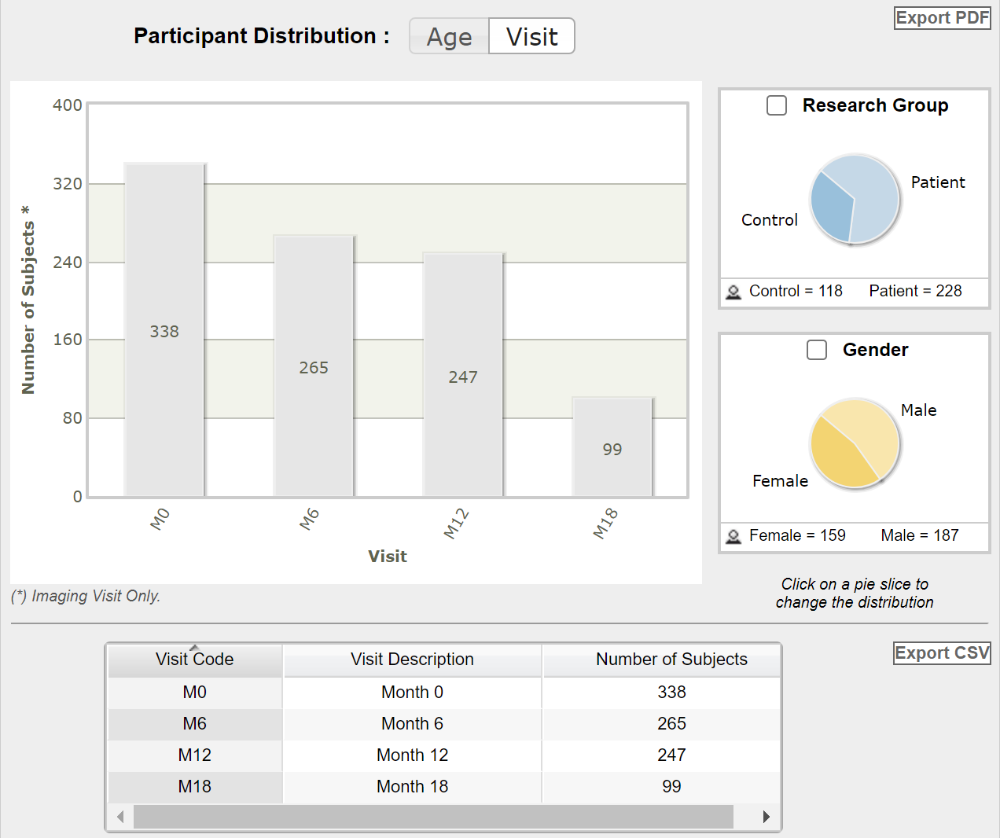 Participant Distribution :
Age
Visit
Export PDF
Number of Subjects *
400
320
240
160
80
0
338
265
247
99
M0
M6
M12
M18
Visit
(*) Imaging Visit Only.
Research Group
Patient
Control
Control = 118 Patient = 228
Gender
Male
Female
Female = 159 Male = 187
Click on a pie slice to
change the distribution
Export CSV
Visit Code Visit Description Number of Subjects
M0 Month 0 338
M6 Month 6 265
M12 Month 12 247
M18 Month 18 99